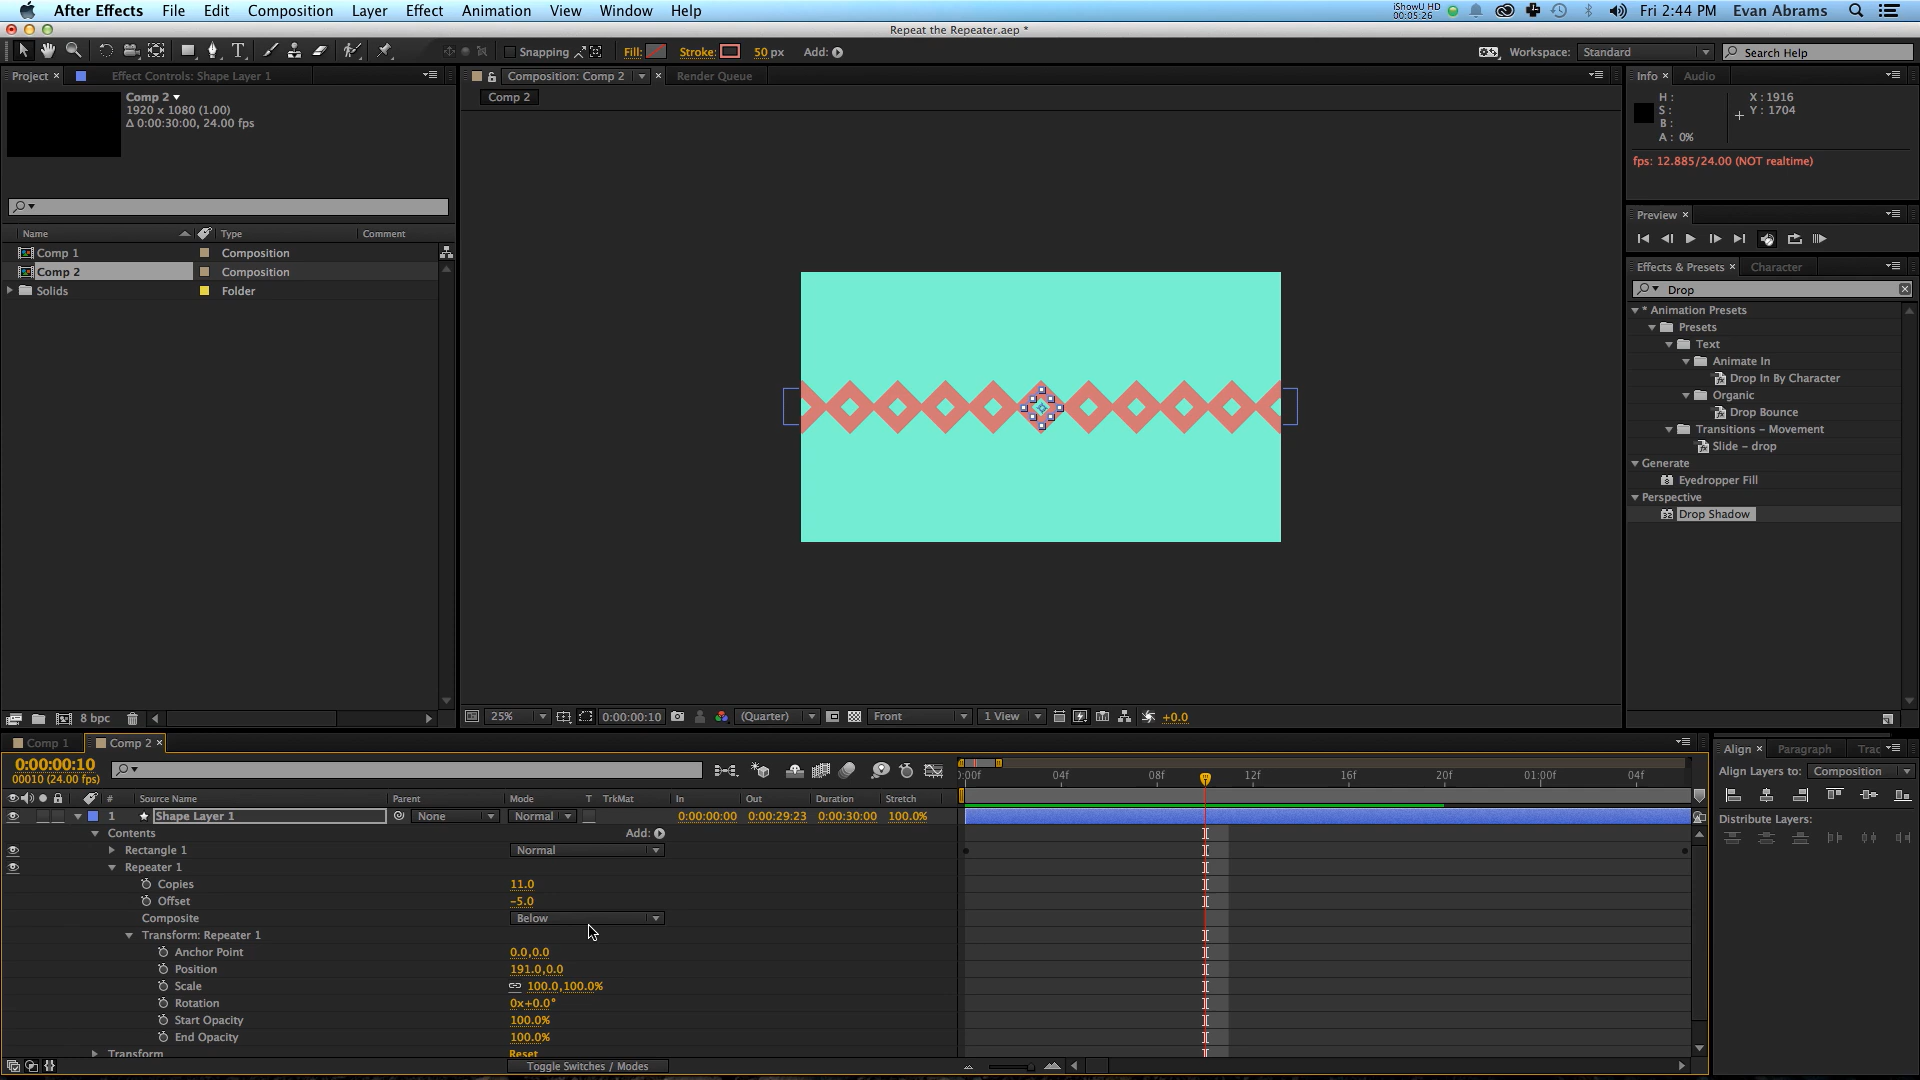 After Effects File Edit Composition Layer Effect Animation View Window Help iShowU HD 00:05:26 Fri 2:44 PM Evan Abrams
Repeat the Repeater.aep *
Snapping Fill: Stroke: 50 px Add: Workspace: Standard Search Help
Project × Effect Controls: Shape Layer 1 Composition: Comp 2 × Render Queue Info × Audio
Comp 2
1920 x 1080 (1.00)
Δ 0:00:30:00, 24.00 fps
Comp 2
H: X : 1916
S: Y : 1704
B:
A : 0%
fps: 12.885/24.00 (NOT realtime)
Preview ×
Name Type Comment
Comp 1 Composition
Comp 2 Composition
Solids Folder
Effects & Presets × Character
Drop
* Animation Presets
Presets
Text
Animate In
Drop In By Character
Organic
Drop Bounce
Transitions – Movement
Slide – drop
Generate
Eyedropper Fill
Perspective
Drop Shadow
8 bpc 25% 0:00:00:10 (Quarter) Front 1 View +0.0
Comp 1 Comp 2 ×
0:00:00:10
00010 (24.00 fps)
:00f 04f 08f 12f 16f 20f 01:00f 04f
# Source Name Parent Mode T TrkMat In Out Duration Stretch
1 Shape Layer 1 None Normal 0:00:00:00 0:00:29:23 0:00:30:00 100.0%
Contents Add:
Rectangle 1 Normal
Repeater 1
Copies 11.0
Offset -5.0
Composite Below
Transform: Repeater 1
Anchor Point 0.0,0.0
Position 191.0,0.0
Scale 100.0,100.0%
Rotation 0x+0.0°
Start Opacity 100.0%
End Opacity 100.0%
Transform Reset
Toggle Switches / Modes
Align × Paragraph Trac
Align Layers to: Composition
Distribute Layers: